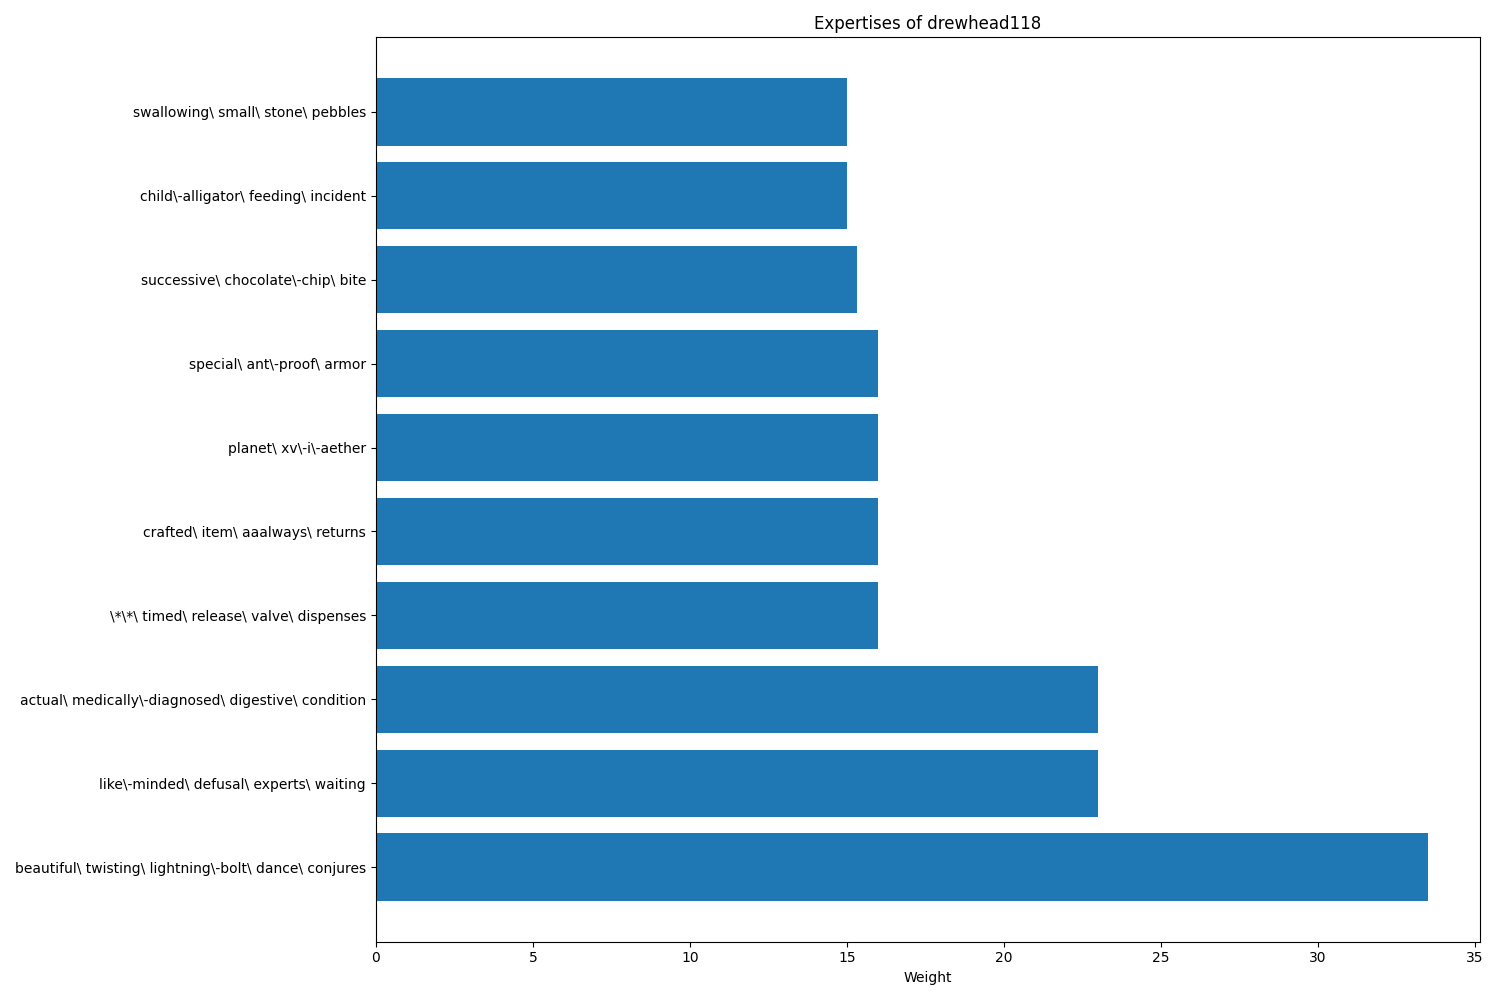 Expertises of drewhead118
swallowing\ small\ stone\ pebbles
child\-alligator\ feeding\ incident
successive\ chocolate\-chip\ bite
special\ ant\-proof\ armor
planet\ xv\-i\-aether
crafted\ item\ aaalways\ returns
\*\*\ timed\ release\ valve\ dispenses
actual\ medically\-diagnosed\ digestive\ condition
like\-minded\ defusal\ experts\ waiting
beautiful\ twisting\ lightning\-bolt\ dance\ conjures
0 5 10 15 20 25 30 35
Weight